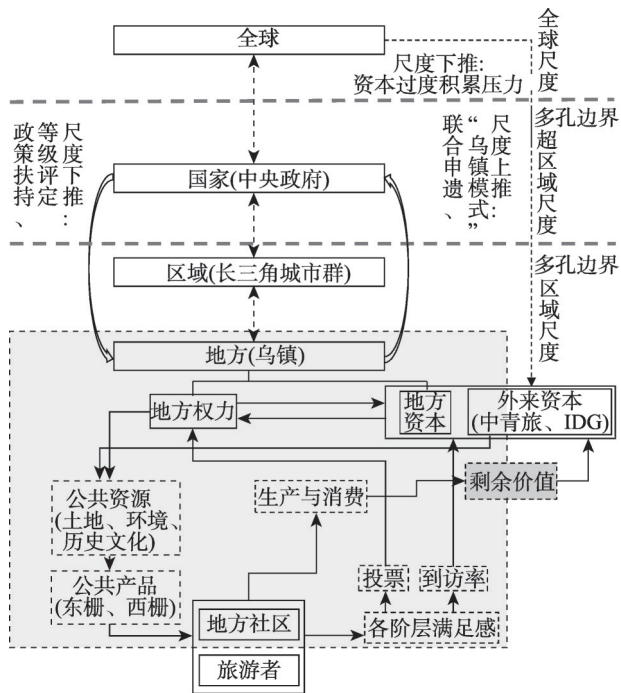 全球
全球尺度
尺度下推:
资本过度积累压力
多孔边界
尺度下推:
等级评定
政策扶持、
尺度上推:
“乌镇模式”
联合申遗、
超区域尺度
国家(中央政府)
多孔边界
区域(长三角城市群)
区域尺度
地方(乌镇)
地方权力
地方
资本
外来资本
(中青旅、IDG)
公共资源
(土地、环境、
历史文化)
生产与消费
剩余价值
公共产品
(东栅、西栅)
投票
到访率
地方社区
各阶层满足感
旅游者